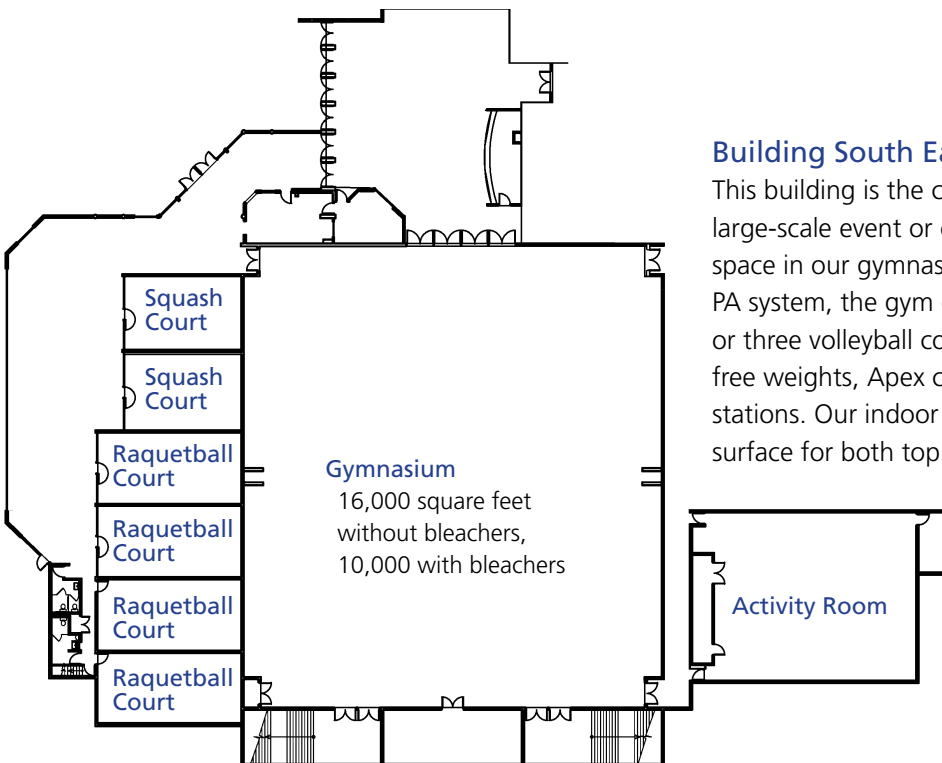 Building South Ea
This building is the c
large-scale event or
space in our gymnas
PA system, the gym
or three volleyball co
free weights, Apex c
stations. Our indoor
surface for both top
Squash
Court
Squash
Court
Raquetball
Court
Raquetball
Court
Raquetball
Court
Raquetball
Court
Gymnasium
16,000 square feet
without bleachers,
10,000 with bleachers
Activity Room